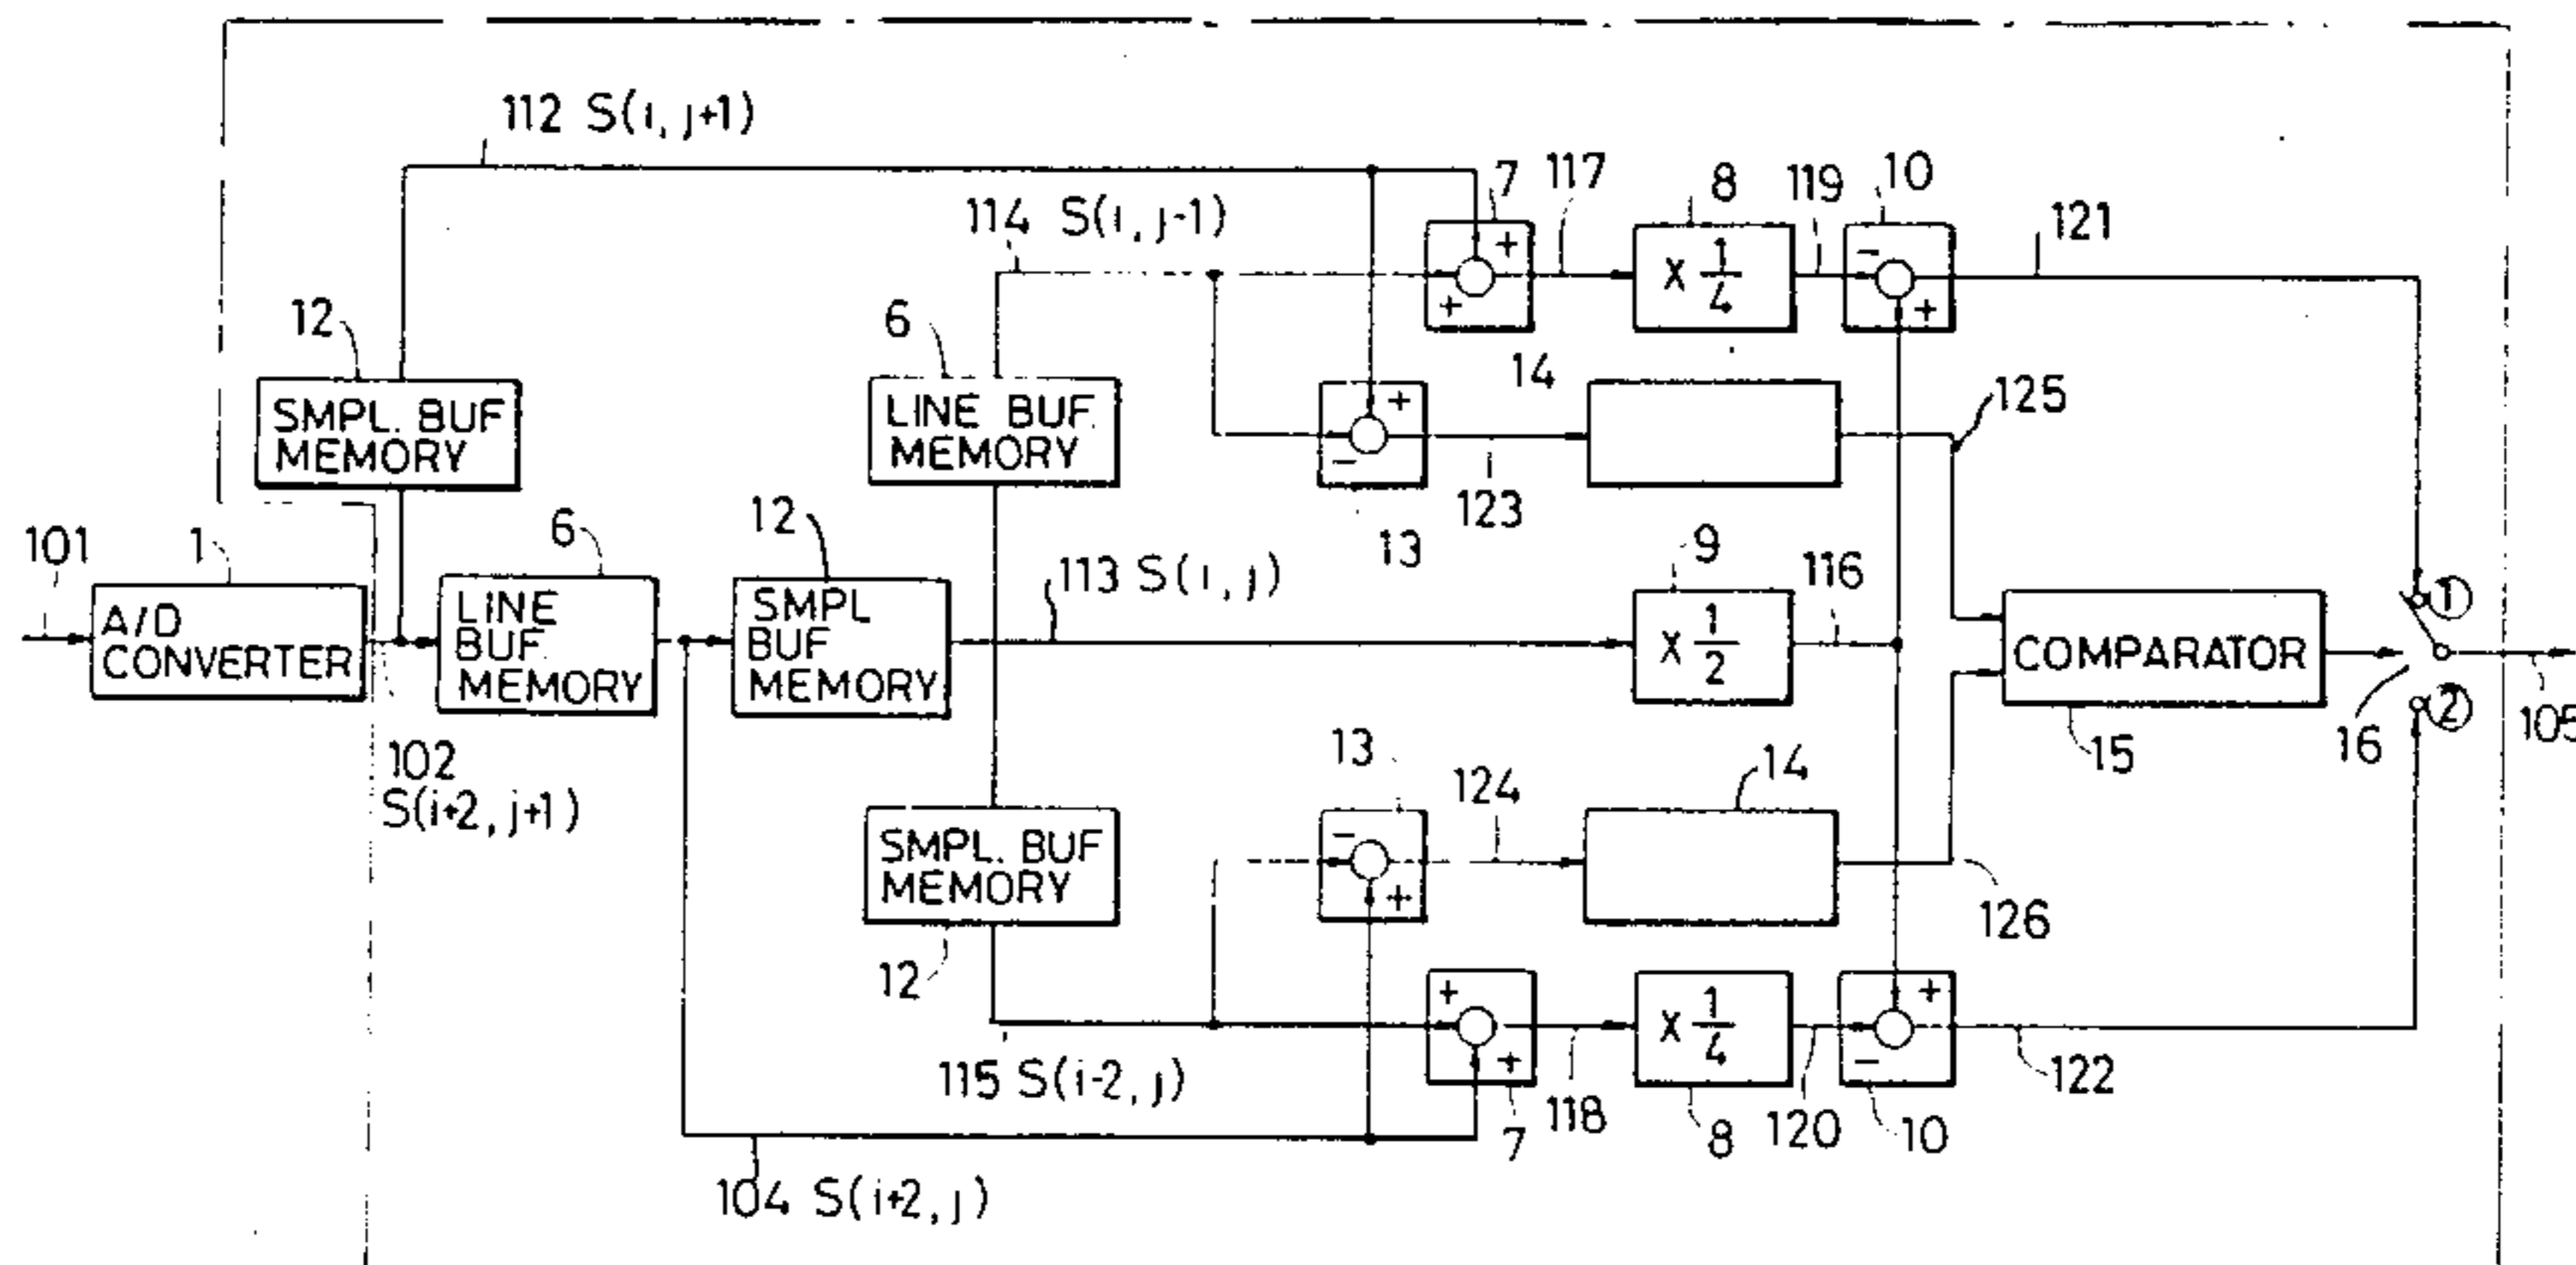 112 S(i, j+1)
114 S(i, j-1)
7
117
8
119
10
121
+
+
X 1/4
-
+
12
6
14
125
SMPL. BUF
MEMORY
LINE BUF
MEMORY
+
-
123
13
101
1
6
12
113 S(i, j)
9
116
A/D
CONVERTER
LINE
BUF
MEMORY
SMPL
BUF
MEMORY
X 1/2
COMPARATOR
①
②
16
105
15
102
S(i+2, j+1)
13
124
14
SMPL. BUF
MEMORY
-
+
126
12
115 S(i-2, j)
+
+
7
118
X 1/4
8
120
+
-
10
122
104 S(i+2, j)